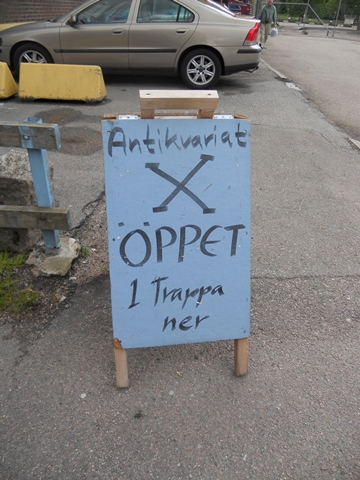 Antikvariat
X
ÖPPET
1 Trappa
ner